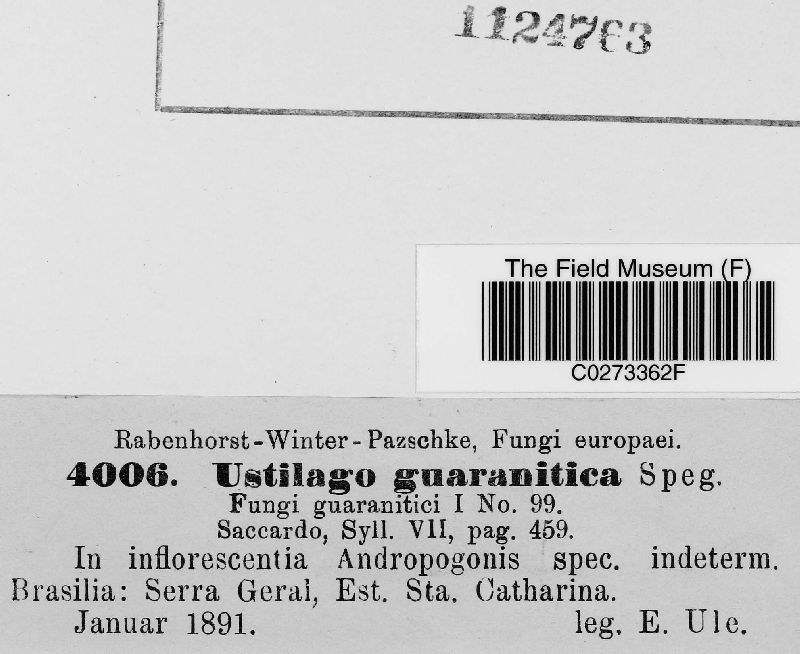 1124763
The Field Museum (F)
C0273362F
Rabenhorst-Winter-Pazschke, Fungi europaei.
4006. Ustilago guaranitica Speg.
Fungi guaranitici I No. 99.
Saccardo, Syll. VII, pag. 459.
In inflorescentia Andropogonis spec. indeterm.
Brasilia: Serra Geral, Est. Sta. Catharina.
Januar 1891. leg. E. Ule.